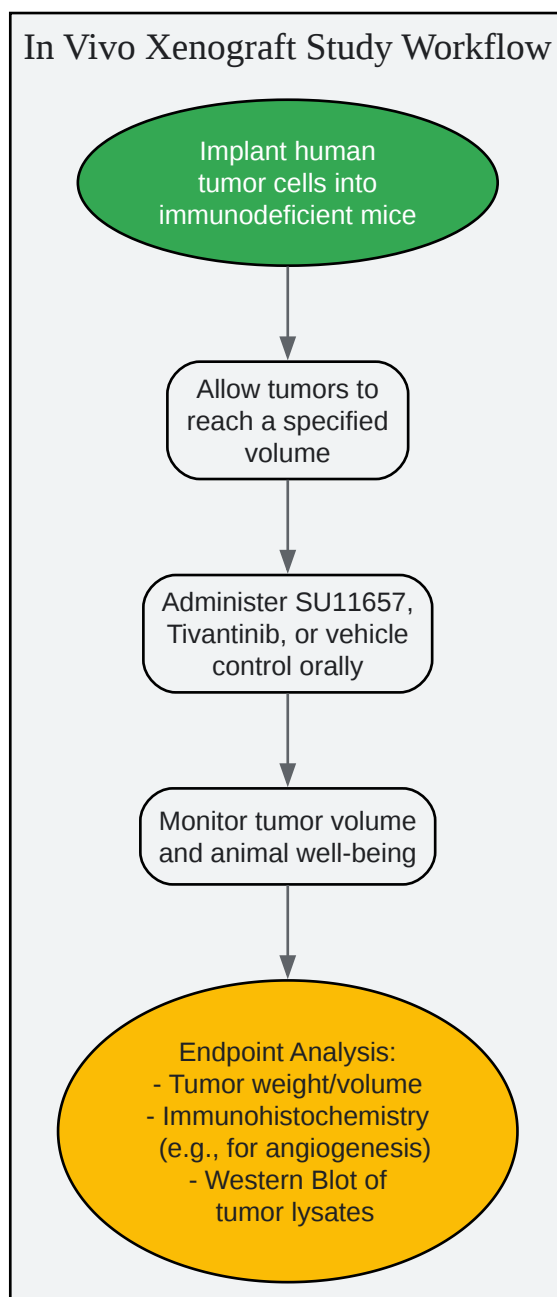 In Vivo Xenograft Study Workflow
Implant human
tumor cells into
immunodeficient mice
Allow tumors to
reach a specified
volume
Administer SU11657,
Tivantinib, or vehicle
control orally
Monitor tumor volume
and animal well-being
Endpoint Analysis:
- Tumor weight/volume
- Immunohistochemistry
(e.g., for angiogenesis)
- Western Blot of
tumor lysates